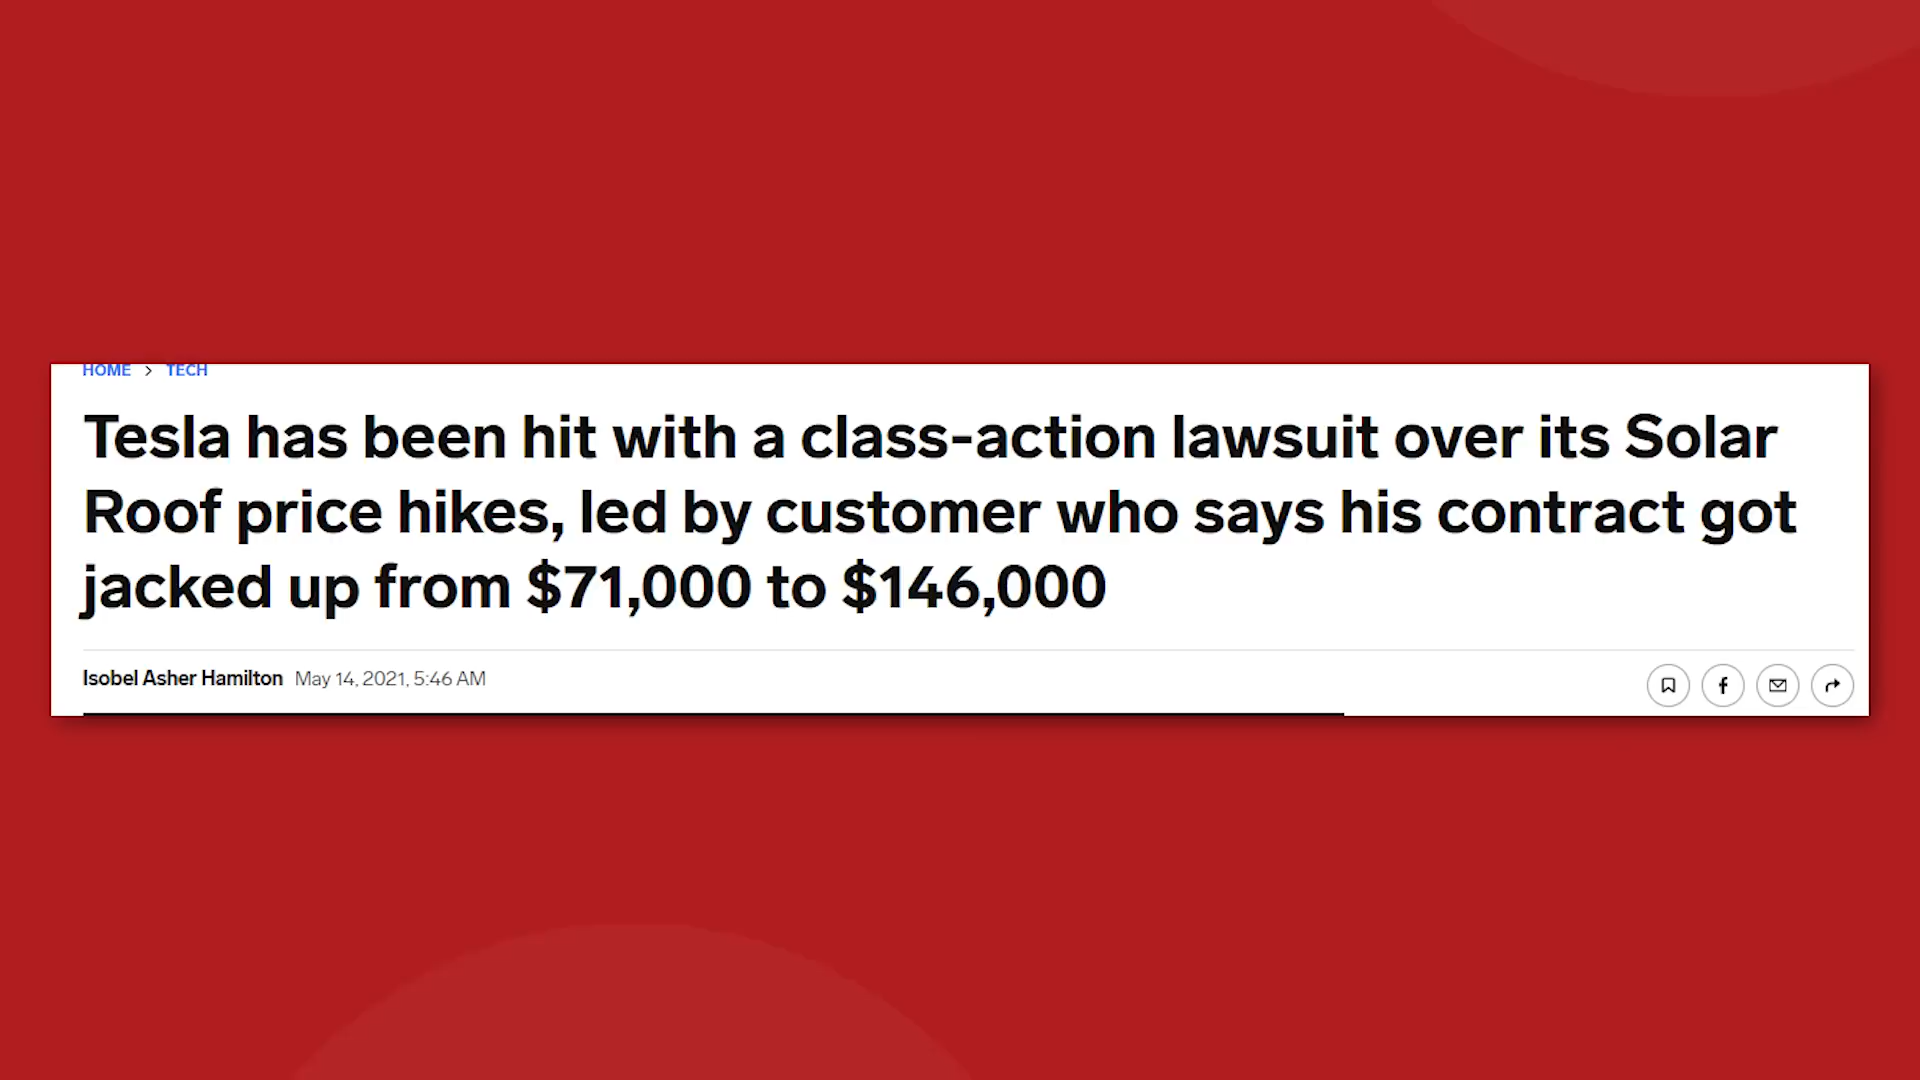 HOME > TECH
Tesla has been hit with a class-action lawsuit over its Solar
Roof price hikes, led by customer who says his contract got
jacked up from $71,000 to $146,000
Isobel Asher Hamilton May 14, 2021, 5:46 AM